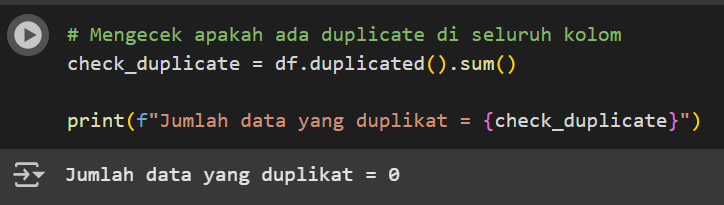 # Mengecek apakah ada duplicate di seluruh kolom
check_duplicate = df.duplicated().sum()
print(f"Jumlah data yang duplikat = {check_duplicate}")
Jumlah data yang duplikat = 0